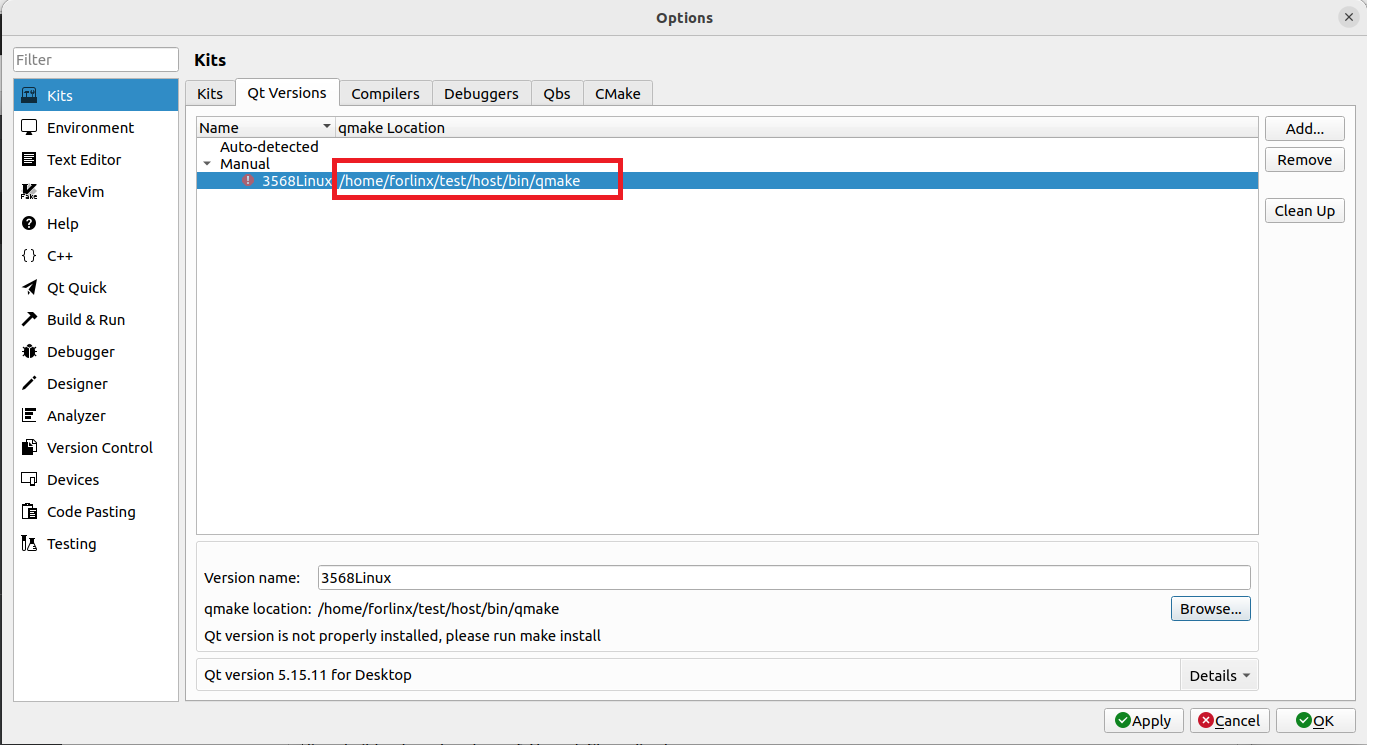 Options
Filter
Kits
Environment
Text Editor
FakeVim
Help
C++
Qt Quick
Build & Run
Debugger
Designer
Analyzer
Version Control
Devices
Code Pasting
Testing
Kits
Kits Qt Versions Compilers Debuggers Qbs CMake
Name qmake Location
Auto-detected
Manual
3568Linux /home/forlinx/test/host/bin/qmake
Add...
Remove
Clean Up
Version name: 3568Linux
qmake location: /home/forlinx/test/host/bin/qmake Browse...
Qt version is not properly installed, please run make install
Qt version 5.15.11 for Desktop Details
Apply Cancel OK